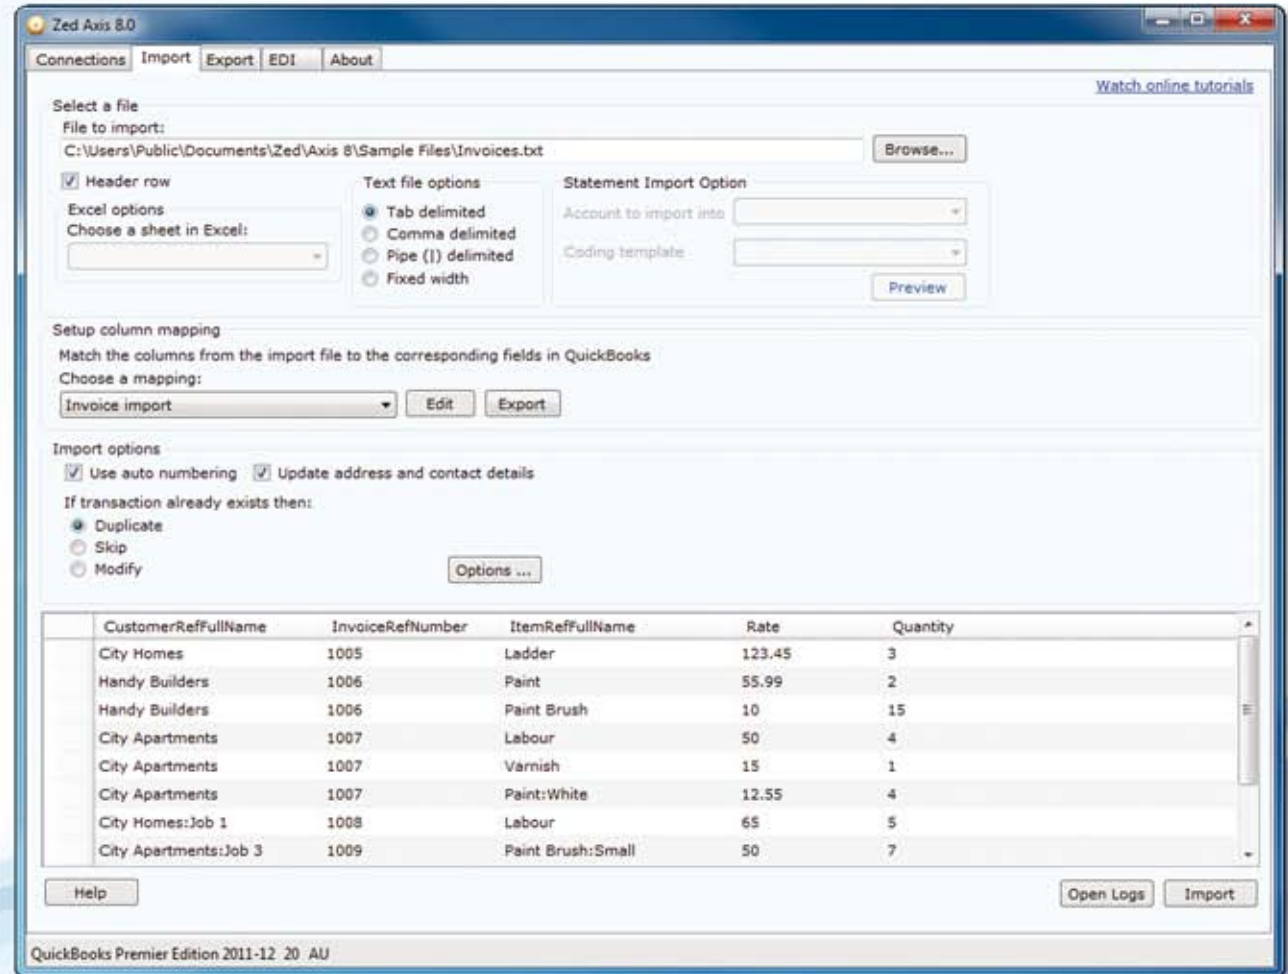 Zed Axis 8.0
Connections Import Export EDI About
Watch online tutorials
Select a file
File to import:
C:\Users\Public\Documents\Zed\Axis 8\Sample Files\Invoices.txt Browse...
Header row
Excel options
Choose a sheet in Excel:
Text file options
Tab delimited
Comma delimited
Pipe (|) delimited
Fixed width
Statement Import Option
Account to import into
Coding template
Preview
Setup column mapping
Match the columns from the import file to the corresponding fields in QuickBooks
Choose a mapping:
Invoice import Edit Export
Import options
Use auto numbering Update address and contact details
If transaction already exists then:
Duplicate
Skip
Modify Options ...
CustomerRefFullName InvoiceRefNumber ItemRefFullName Rate Quantity
City Homes 1005 Ladder 123.45 3
Handy Builders 1006 Paint 55.99 2
Handy Builders 1006 Paint Brush 10 15
City Apartments 1007 Labour 50 4
City Apartments 1007 Varnish 15 1
City Apartments 1007 Paint:White 12.55 4
City Homes:Job 1 1008 Labour 65 5
City Apartments:Job 3 1009 Paint Brush:Small 50 7
Help Open Logs Import
QuickBooks Premier Edition 2011-12 20 AU